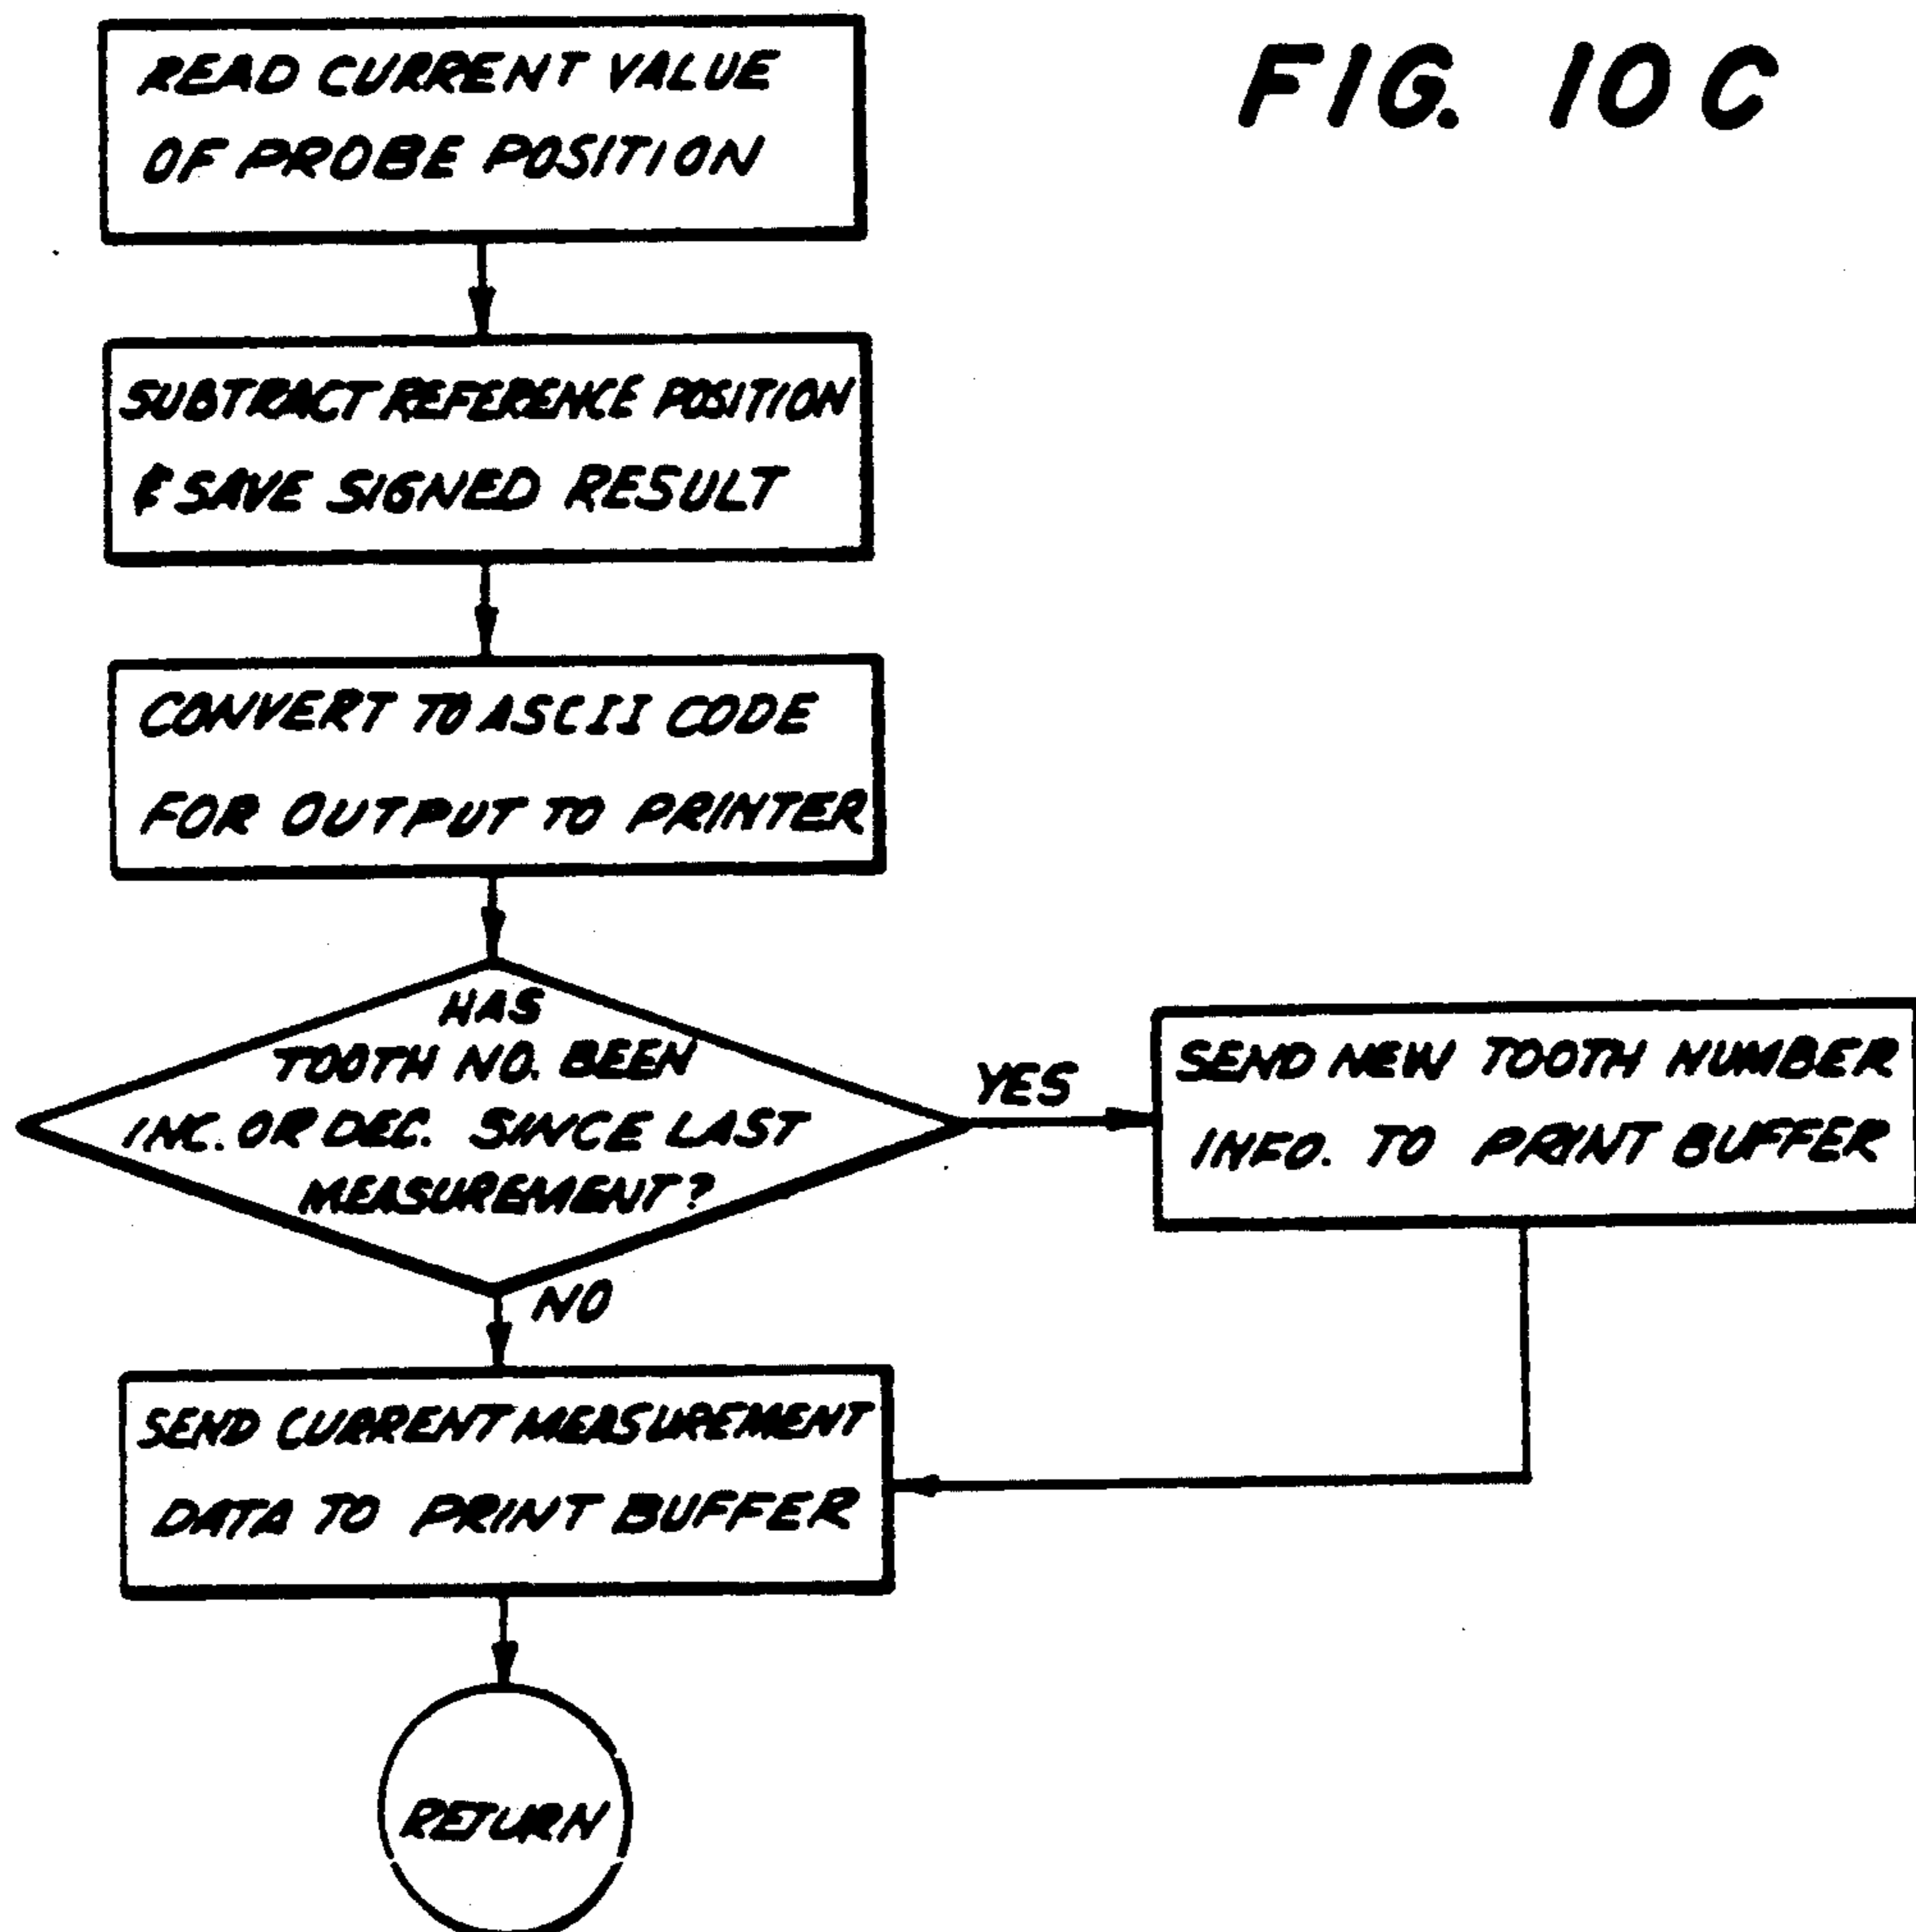 FIG. 10C
READ CURRENT VALUE
OF PROBE POSITION
SUBTRACT REFERENCE POSITION
& SAVE SIGNED RESULT
CONVERT TO ASCII CODE
FOR OUTPUT TO PRINTER
HAS
TOOTH NO. BEEN
INC. OR DEC. SINCE LAST
MEASUREMENT?
YES
SEND NEW TOOTH NUMBER
INFO. TO PRINT BUFFER
NO
SEND CURRENT MEASUREMENT
DATA TO PRINT BUFFER
RETURN